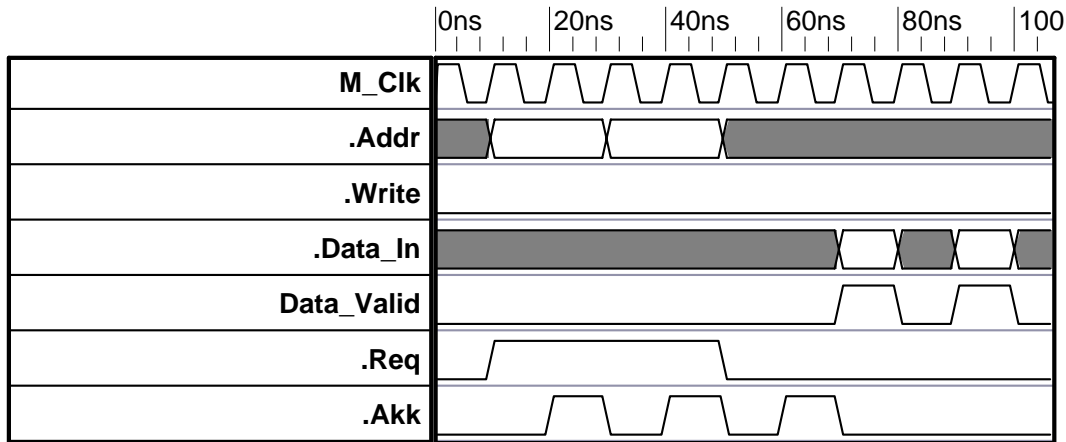 0ns 20ns 40ns 60ns 80ns 100
M_Clk
.Addr
.Write
.Data_In
Data_Valid
.Req
.Akk